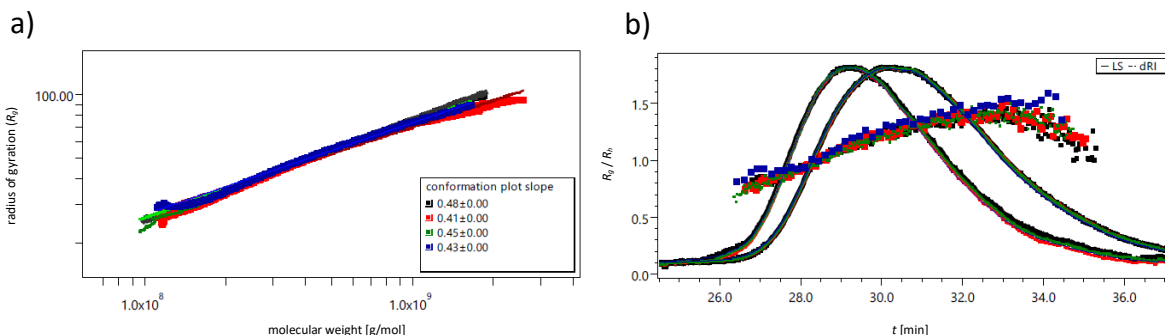 a)
radius of gyration (Rg)
100.00
conformation plot slope
0.48±0.00
0.41±0.00
0.45±0.00
0.43±0.00
1.0x10⁸
1.0x10⁹
molecular weight [g/mol]
b)
LS dRI
Rg / Rh
1.5
1.0
0.5
0.0
26.0
28.0
30.0
32.0
34.0
36.0
t [min]